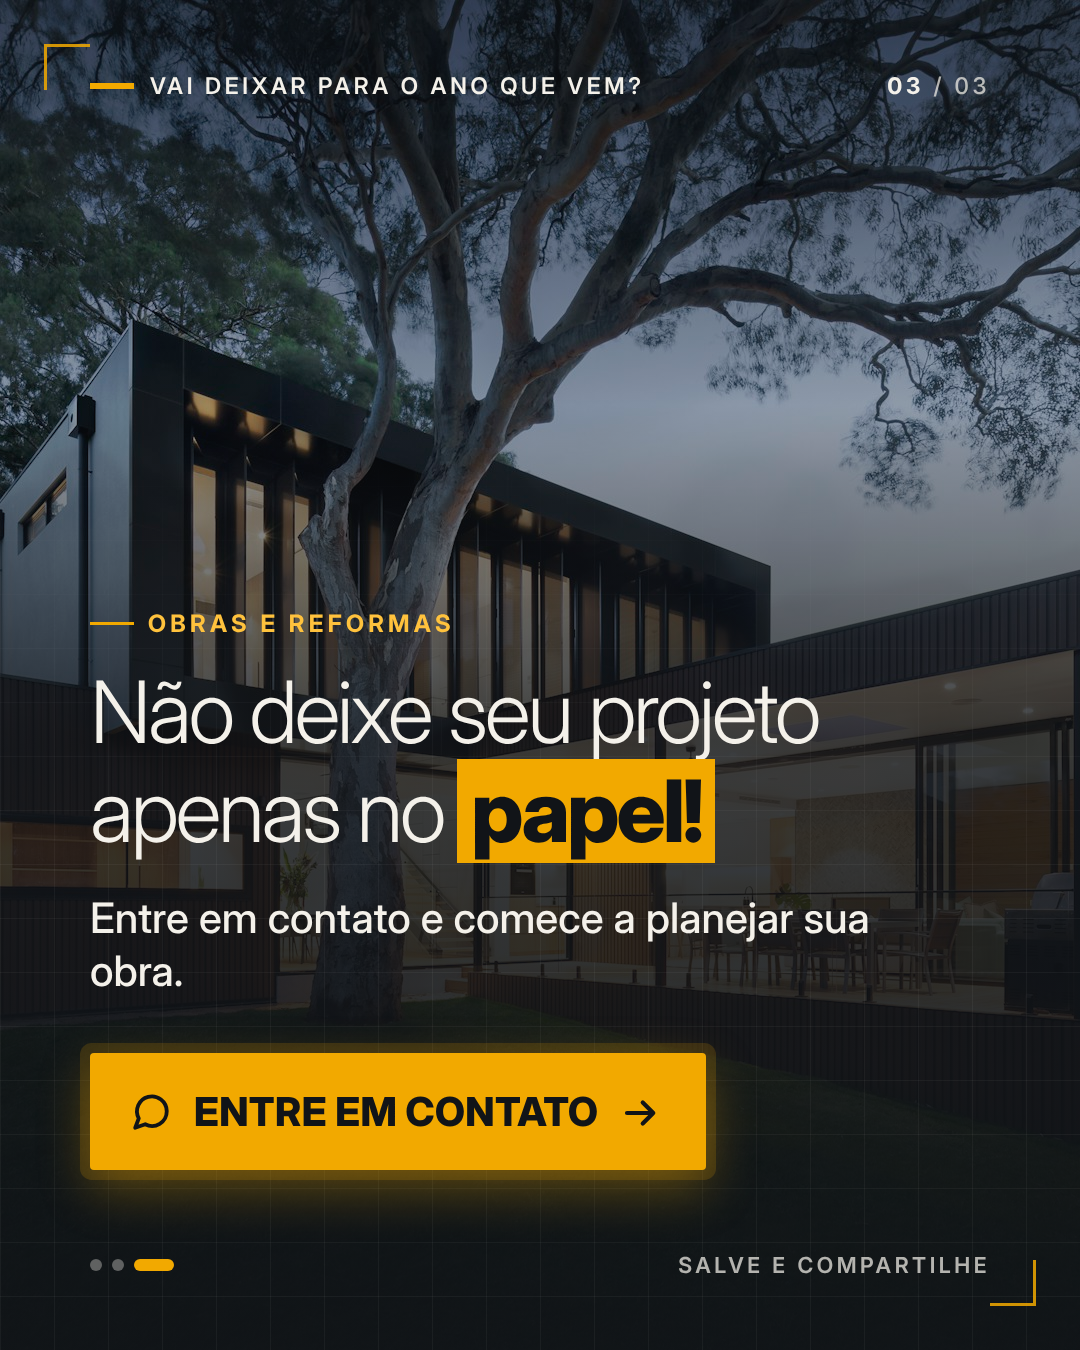 VAI DEIXAR PARA O ANO QUE VEM?
03 / 03
OBRAS E REFORMAS
Não deixe seu projeto
apenas no papel!
Entre em contato e comece a planejar sua
obra.
ENTRE EM CONTATO
SALVE E COMPARTILHE